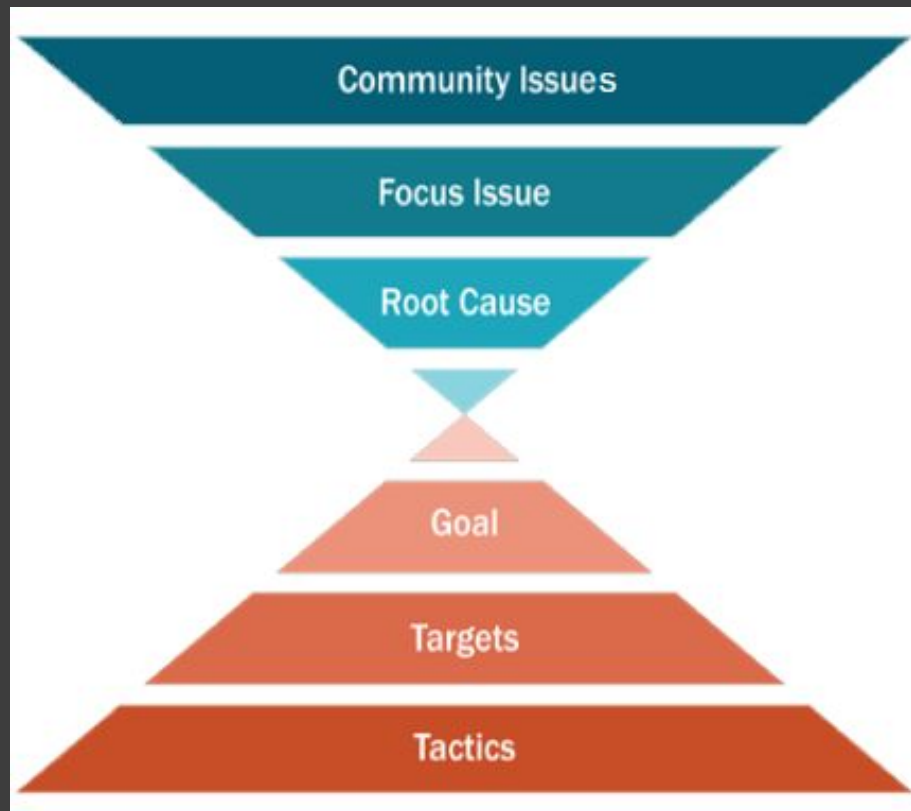 Community Issues
Focus Issue
Root Cause
Goal
Targets
Tactics